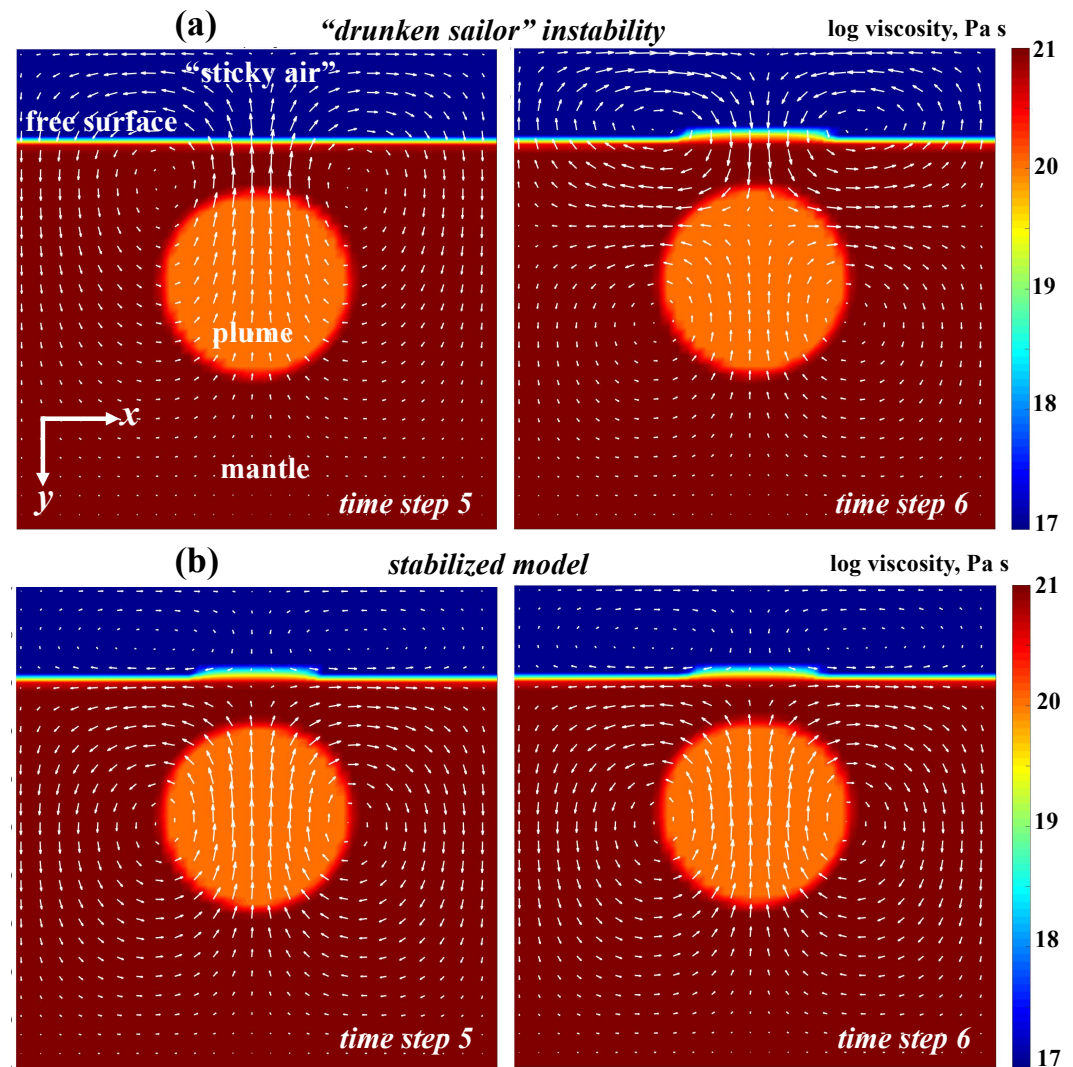 (a)
“drunken sailor” instability
log viscosity, Pa s
“sticky air”
free surface
plume
x
y
mantle
time step 5
time step 6
21
20
19
18
17
(b)
stabilized model
log viscosity, Pa s
time step 5
time step 6
21
20
19
18
17